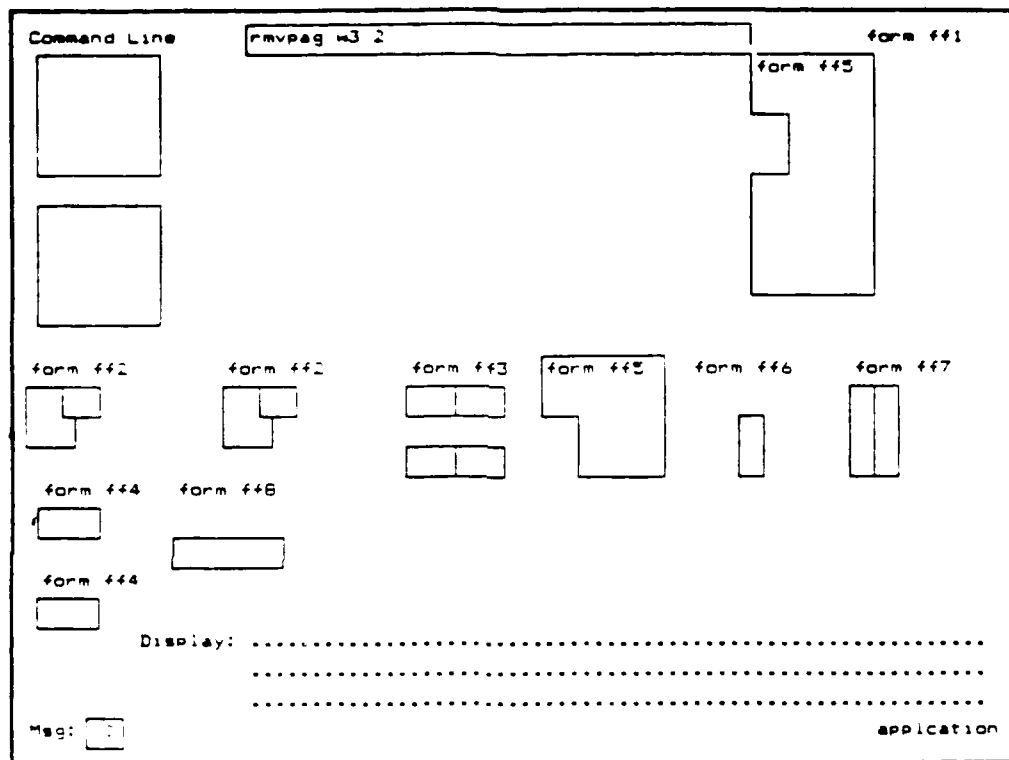 Command Line rmvpag w3 2 form ff1
form ff5
form ff2 form ff2 form ff3 form ff5 form ff6 form ff7
form ff4 form ff8
form ff4
Display: ............................................................
............................................................
............................................................
Msg: application